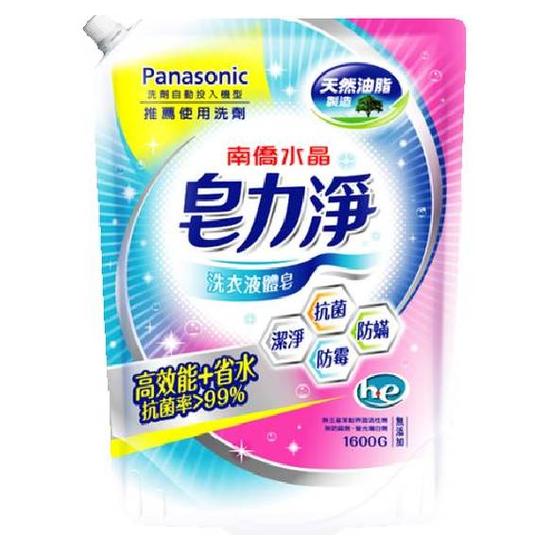 Panasonic
洗劑自動投入機型
推薦使用洗劑
天然油脂
製造
南僑水晶
皂力淨
洗衣液體皂
抗菌
潔淨
防蟎
防霉
高效能+省水
抗菌率>99%
he
無添加
1600G